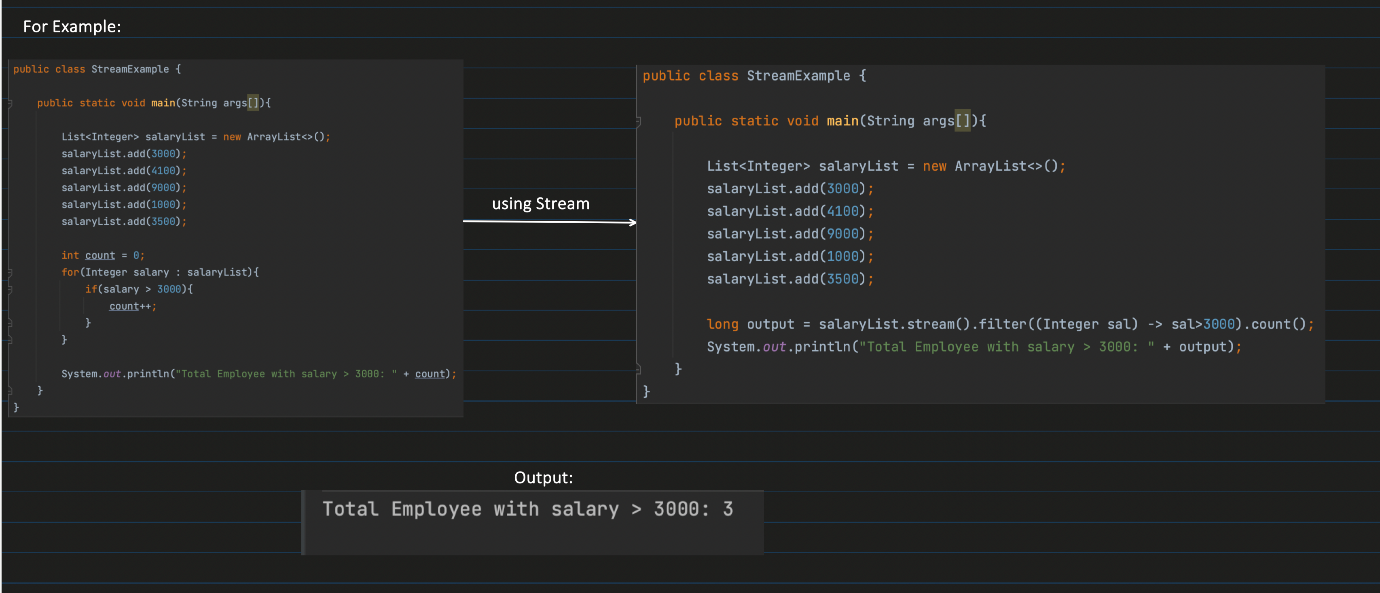 For Example:
public class StreamExample {
public static void main(String args[]){
List<Integer> salaryList = new ArrayList<>();
salaryList.add(3000);
salaryList.add(4100);
salaryList.add(9000);
salaryList.add(1000);
salaryList.add(3500);
int count = 0;
for(Integer salary : salaryList){
if(salary > 3000){
count++;
}
}
System.out.println("Total Employee with salary > 3000: " + count);
}
}
using Stream
public class StreamExample {
public static void main(String args[]){
List<Integer> salaryList = new ArrayList<>();
salaryList.add(3000);
salaryList.add(4100);
salaryList.add(9000);
salaryList.add(1000);
salaryList.add(3500);
long output = salaryList.stream().filter((Integer sal) -> sal>3000).count();
System.out.println("Total Employee with salary > 3000: " + output);
}
}
Output:
Total Employee with salary > 3000: 3